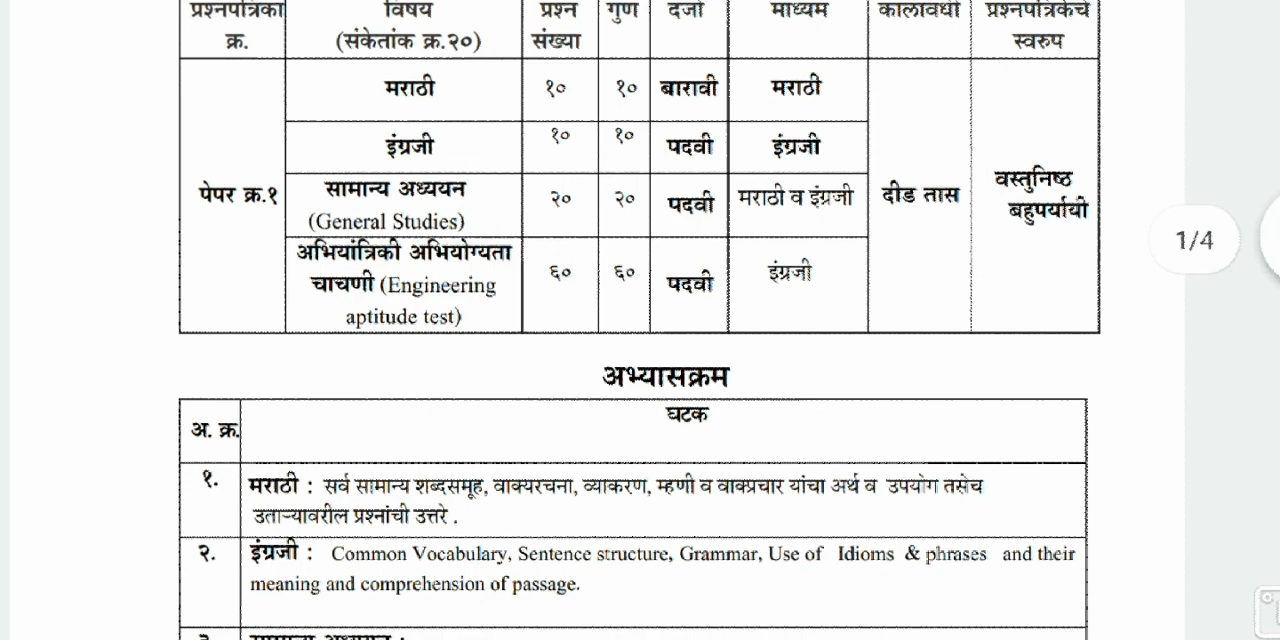 प्रश्नपत्रिका क्र. विषय (संकेतांक क्र.२०) प्रश्न संख्या गुण दर्जा माध्यम कालावधी प्रश्नपत्रिकेचे स्वरुप
पेपर क्र.१
मराठी १० १० बारावी मराठी
इंग्रजी १० १० पदवी इंग्रजी
सामान्य अध्ययन २० २० पदवी मराठी व इंग्रजी
(General Studies)
अभियांत्रिकी अभियोग्यता
चाचणी (Engineering ६० ६० पदवी इंग्रजी
aptitude test)
दीड तास
वस्तुनिष्ठ
बहुपर्यायी
1/4
अभ्यासक्रम
अ. क्र. घटक
१. मराठी : सर्व सामान्य शब्दसमूह, वाक्यरचना, व्याकरण, म्हणी व वाक्प्रचार यांचा अर्थ व उपयोग तसेच
उताऱ्यावरील प्रश्नांची उत्तरे .
२. इंग्रजी : Common Vocabulary, Sentence structure, Grammar, Use of Idioms & phrases and their
meaning and comprehension of passage.
३. सामान्य अध्ययन :